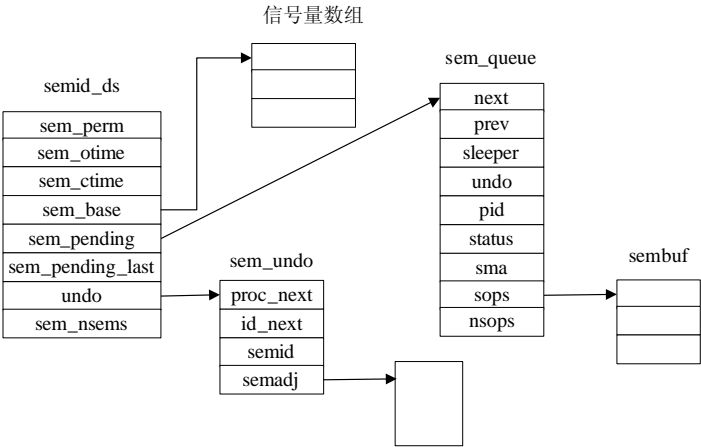 信号量数组
semid_ds
sem_perm
sem_otime
sem_ctime
sem_base
sem_pending
sem_pending_last
undo
sem_nsems
sem_undo
proc_next
id_next
semid
semadj
sem_queue
next
prev
sleeper
undo
pid
status
sma
sops
nsops
sembuf